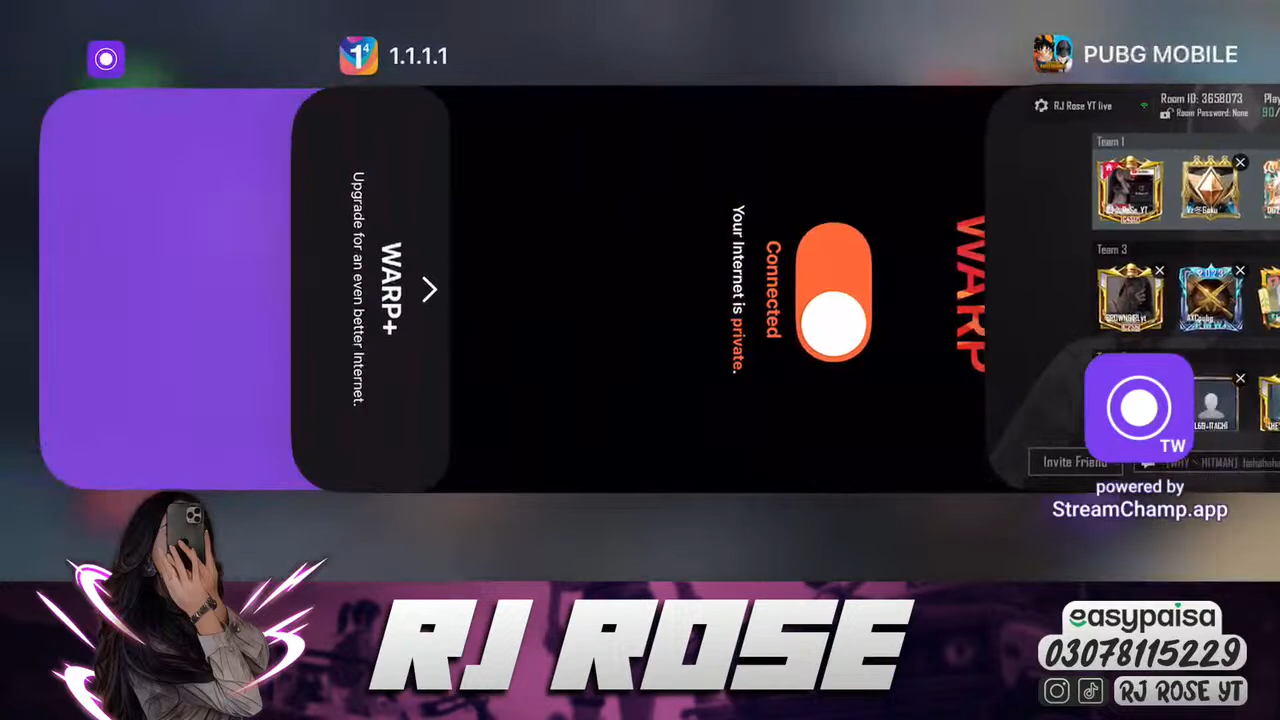 1.1.1.1
PUBG MOBILE
RJ Rose YT live
Room ID: 3658073
Room Password: None
90/
Team 1
Team 3
WARP+
Upgrade for an even better Internet.
WARP
Connected
Your Internet is private.
Invite Friend
TW
powered by
StreamChamp.app
RJ ROSE
easypaisa
03078115229
RJ ROSE YT